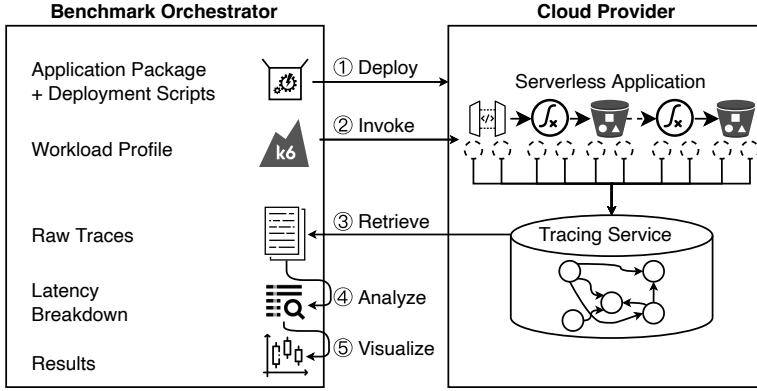 Benchmark Orchestrator
Cloud Provider
Application Package
+ Deployment Scripts
① Deploy
Serverless Application
</>
∫x
∫x
Workload Profile
k6
② Invoke
Raw Traces
③ Retrieve
Tracing Service
Latency
Breakdown
④ Analyze
Results
⑤ Visualize